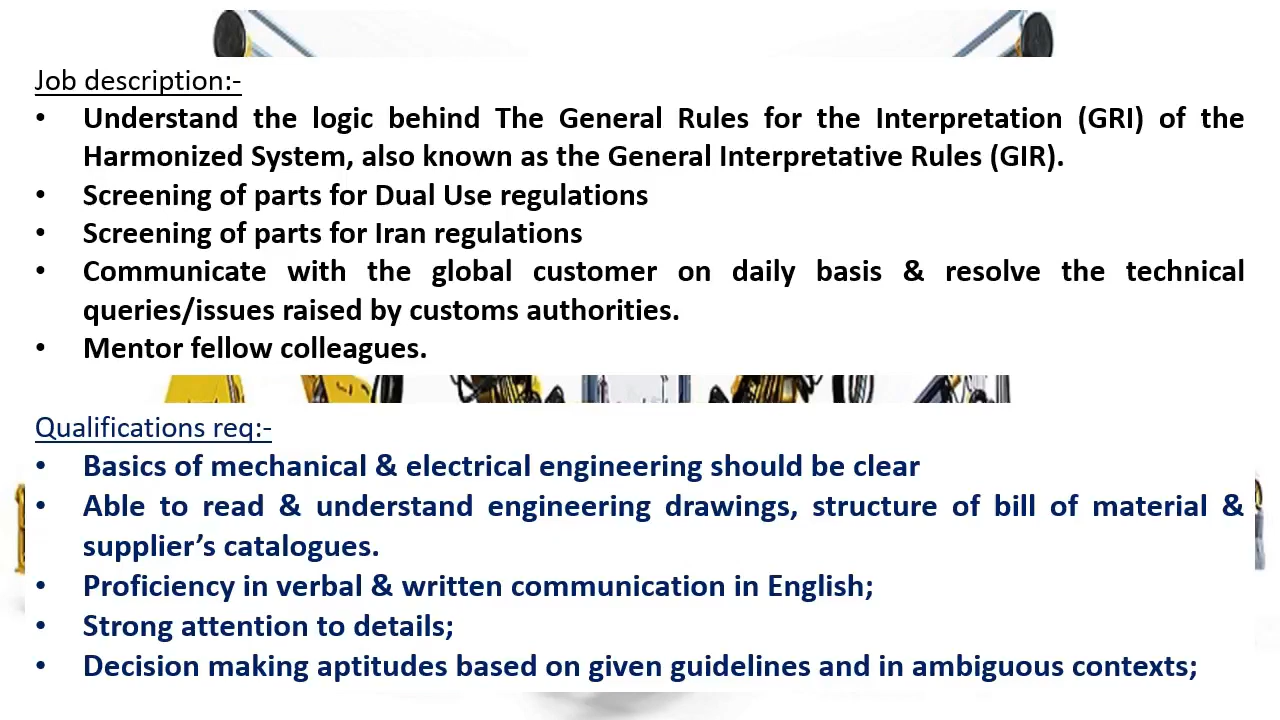 Job description:-
• Understand the logic behind The General Rules for the Interpretation (GRI) of the
Harmonized System, also known as the General Interpretative Rules (GIR).
• Screening of parts for Dual Use regulations
• Screening of parts for Iran regulations
• Communicate with the global customer on daily basis & resolve the technical
queries/issues raised by customs authorities.
• Mentor fellow colleagues.
Qualifications req:-
• Basics of mechanical & electrical engineering should be clear
• Able to read & understand engineering drawings, structure of bill of material &
supplier’s catalogues.
• Proficiency in verbal & written communication in English;
• Strong attention to details;
• Decision making aptitudes based on given guidelines and in ambiguous contexts;